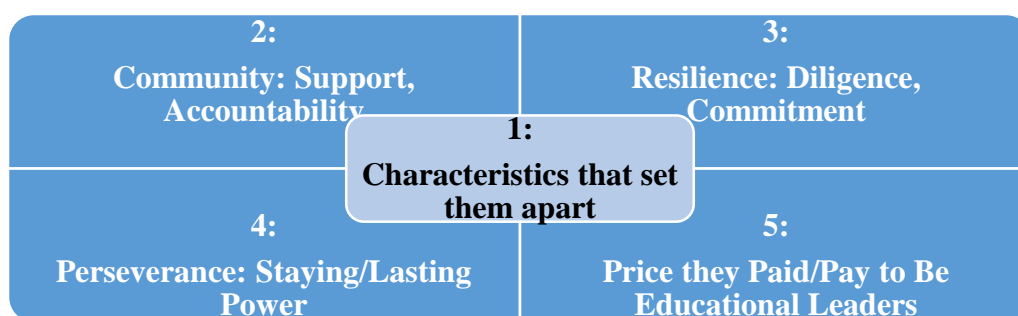 2:
Community: Support,
Accountability
3:
Resilience: Diligence,
Commitment
1:
Characteristics that set
them apart
4:
Perseverance: Staying/Lasting
Power
5:
Price they Paid/Pay to Be
Educational Leaders